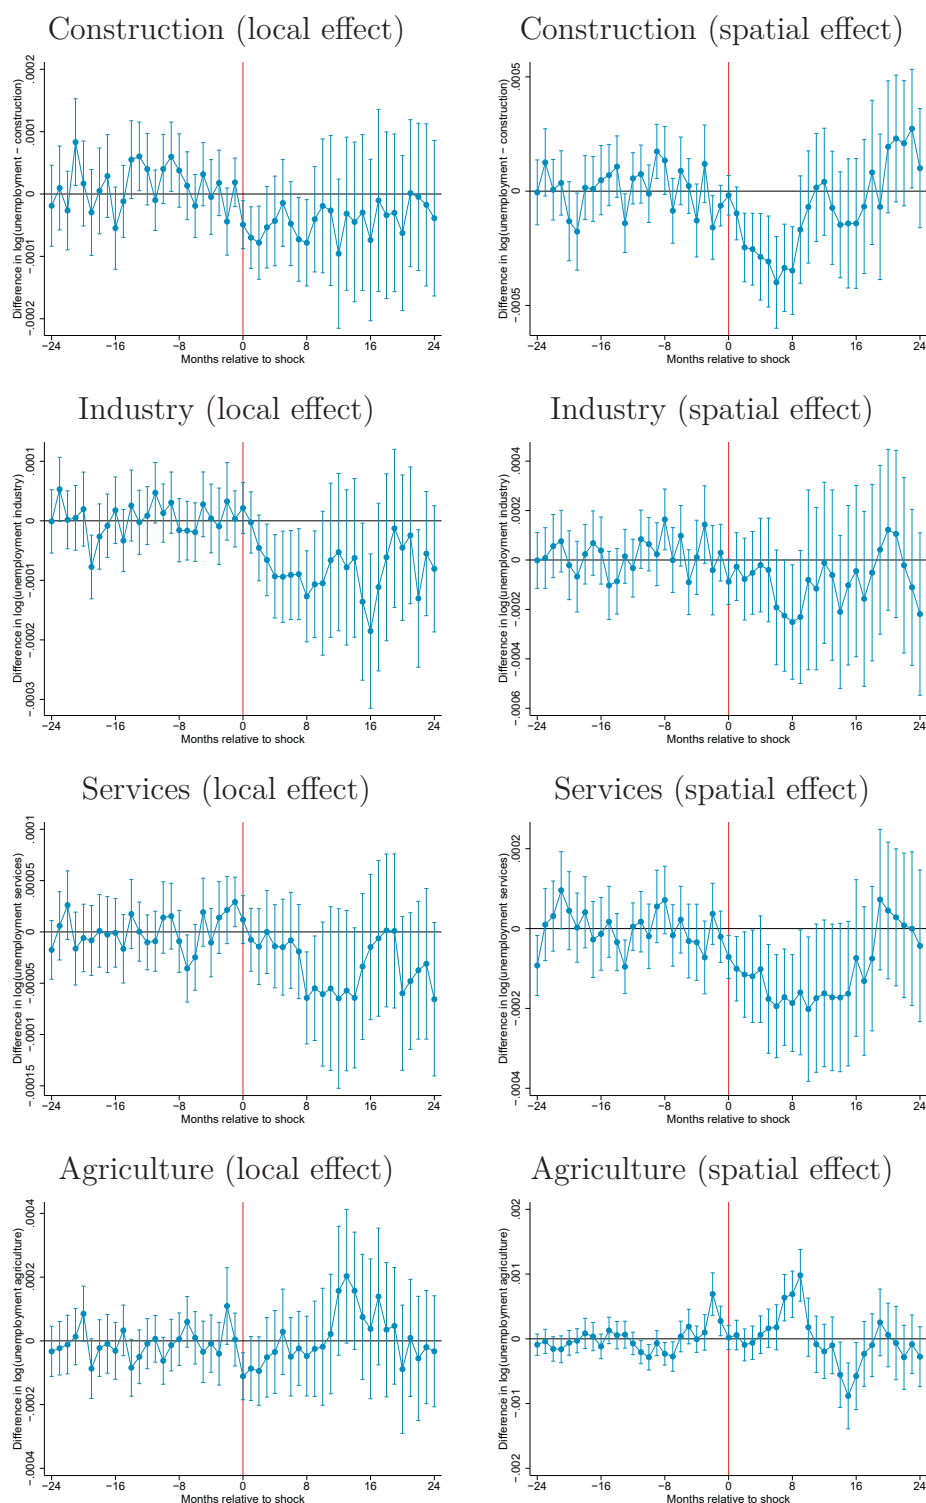 Construction (local effect)
Construction (spatial effect)
Difference in log(unemployment − construction)
.0002
.0001
0
−.0001
−.0002
−24 −16 −8 0 8 16 24
Months relative to shock
Difference in log(unemployment − construction)
.0005
0
−.0005
−24 −16 −8 0 8 16 24
Months relative to shock
Industry (local effect)
Industry (spatial effect)
Difference in log(unemployment industry)
.0001
0
−.0001
−.0002
−.0003
−24 −16 −8 0 8 16 24
Months relative to shock
Difference in log(unemployment industry)
.0004
.0002
0
−.0002
−.0004
−.0006
−24 −16 −8 0 8 16 24
Months relative to shock
Services (local effect)
Services (spatial effect)
Difference in log(unemployment services)
.0001
.00005
0
−.00005
−.0001
−.00015
−24 −16 −8 0 8 16 24
Months relative to shock
Difference in log(unemployment services)
.0002
0
−.0002
−.0004
−24 −16 −8 0 8 16 24
Months relative to shock
Agriculture (local effect)
Agriculture (spatial effect)
Difference in log(unemployment agriculture)
.0004
.0002
0
−.0002
−.0004
−24 −16 −8 0 8 16 24
Months relative to shock
Difference in log(unemployment agriculture)
.002
.001
0
−.001
−.002
−24 −16 −8 0 8 16 24
Months relative to shock